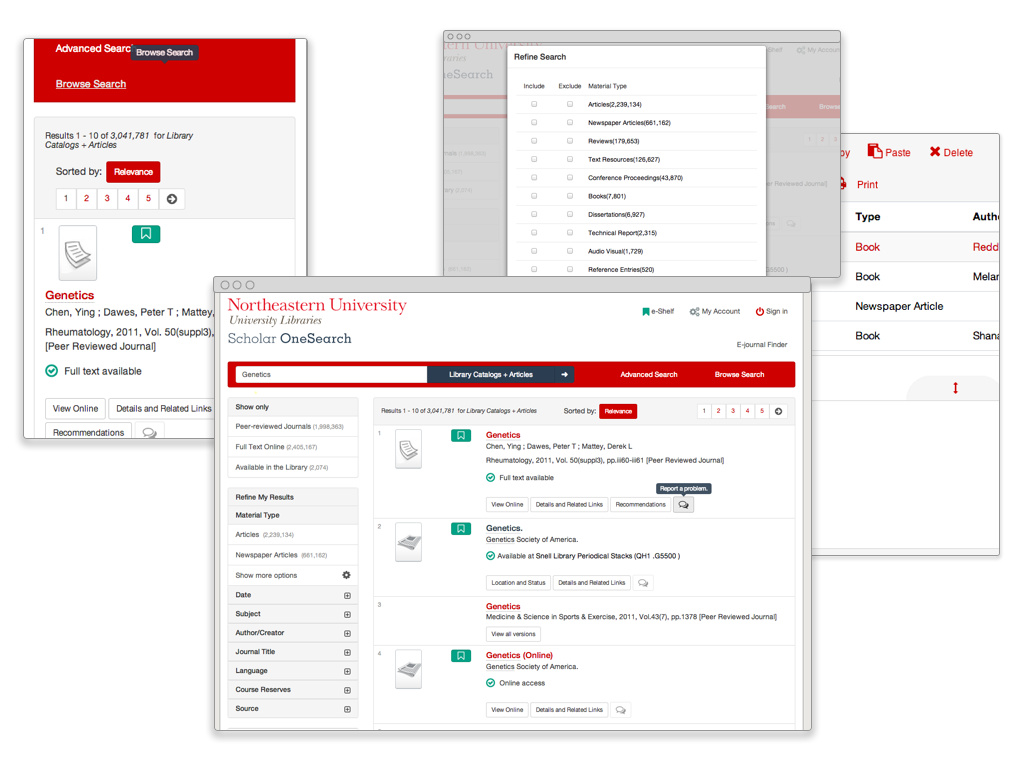 Advanced Searc
Browse Search
Browse Search
Results 1 - 10 of 3,041,781 for Library
Catalogs + Articles
Sorted by: Relevance
1 2 3 4 5
1
Genetics
Chen, Ying ; Dawes, Peter T ; Mattey,
Rheumatology, 2011, Vol. 50(suppl3),
[Peer Reviewed Journal]
Full text available
View Online Details and Related Links
Recommendations
Refine Search
Include Exclude Material Type
Articles(2,239,134)
Newspaper Articles(661,162)
Reviews(179,653)
Text Resources(126,627)
Conference Proceedings(43,870)
Books(7,801)
Dissertations(6,927)
Technical Report(2,315)
Audio Visual(1,729)
Reference Entries(520)
My Accoun
by Paste Delete
Print
Type Autho
Book Redd
Book Melan
Newspaper Article
Book Shana
Northeastern University
University Libraries
Scholar OneSearch
e-Shelf My Account Sign in
E-journal Finder
Genetics Library Catalogs + Articles Advanced Search Browse Search
Show only
Peer-reviewed Journals (1,998,363)
Full Text Online (2,405,167)
Available in the Library (2,074)
Refine My Results
Material Type
Articles (2,239,134)
Newspaper Articles (661,162)
Show more options
Date
Subject
Author/Creator
Journal Title
Language
Course Reserves
Source
Results 1 - 10 of 3,041,781 for Library Catalogs + Articles Sorted by: Relevance 1 2 3 4 5
1
Genetics
Chen, Ying ; Dawes, Peter T ; Mattey, Derek L
Rheumatology, 2011, Vol. 50(suppl3), pp.ii60-ii61 [Peer Reviewed Journal]
Full text available
Report a problem.
View Online Details and Related Links Recommendations
2
Genetics.
Genetics Society of America.
Available at Snell Library Periodical Stacks (QH1 .G5500 )
Location and Status Details and Related Links
3
Genetics
Medicine & Science in Sports & Exercise, 2011, Vol.43(7), pp.1378 [Peer Reviewed Journal]
View all versions
4
Genetics (Online)
Genetics Society of America.
Online access
View Online Details and Related Links